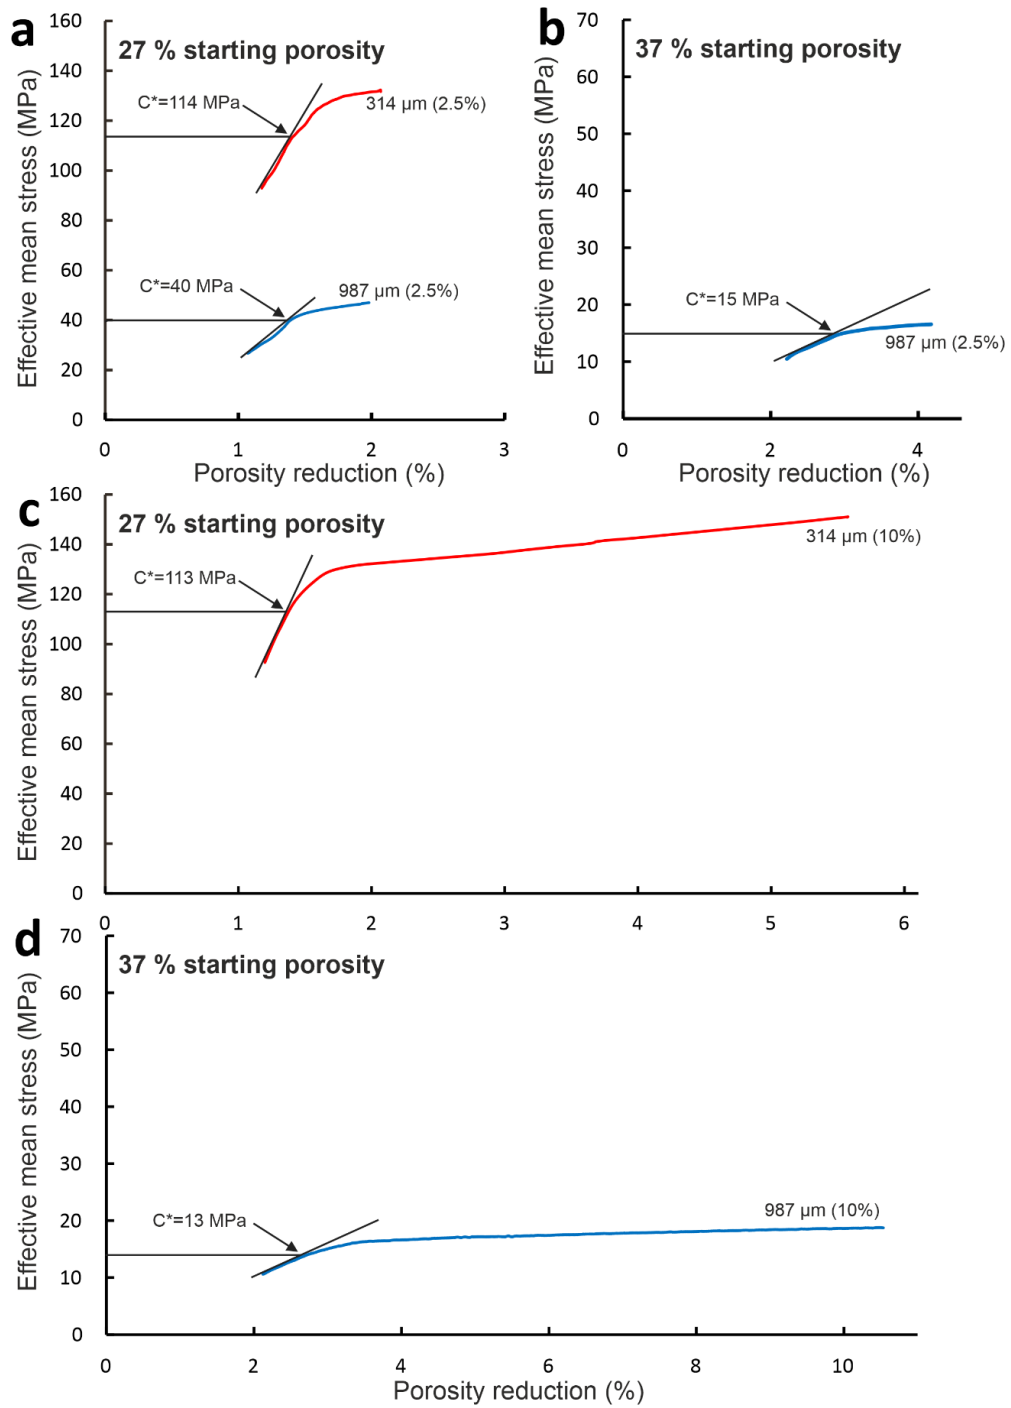 a
27 % starting porosity
Effective mean stress (MPa)
160
140
120
100
80
60
40
20
0
C*=114 MPa
314 µm (2.5%)
C*=40 MPa
987 µm (2.5%)
0 1 2 3
Porosity reduction (%)
b
37 % starting porosity
Effective mean stress (MPa)
70
60
50
40
30
20
10
0
C*=15 MPa
987 µm (2.5%)
0 2 4
Porosity reduction (%)
c
27 % starting porosity
Effective mean stress (MPa)
160
140
120
100
80
60
40
20
0
C*=113 MPa
314 µm (10%)
0 1 2 3 4 5 6
d
37 % starting porosity
Effective mean stress (MPa)
70
60
50
40
30
20
10
0
C*=13 MPa
987 µm (10%)
0 2 4 6 8 10
Porosity reduction (%)